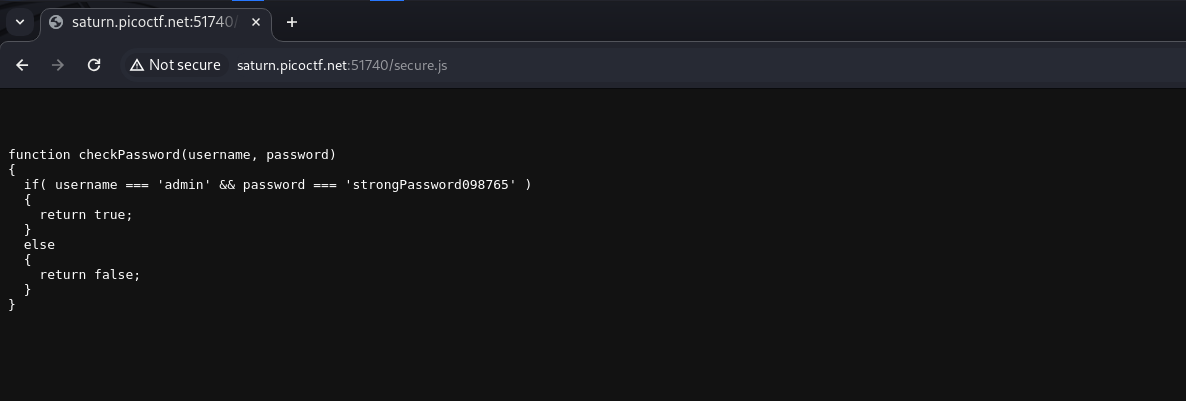 saturn.picoctf.net:51740/
Not secure saturn.picoctf.net:51740/secure.js
function checkPassword(username, password)
{
  if( username === 'admin' && password === 'strongPassword098765' )
  {
    return true;
  }
  else
  {
    return false;
  }
}